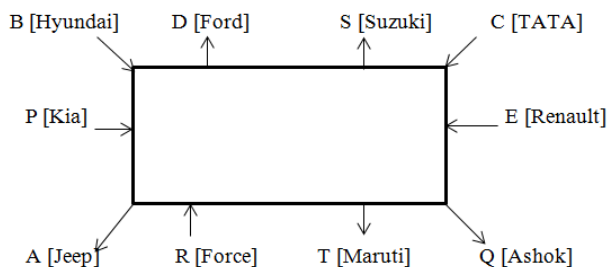 B [Hyundai] D [Ford] S [Suzuki] C [TATA]
P [Kia] E [Renault]
A [Jeep] R [Force] T [Maruti] Q [Ashok]